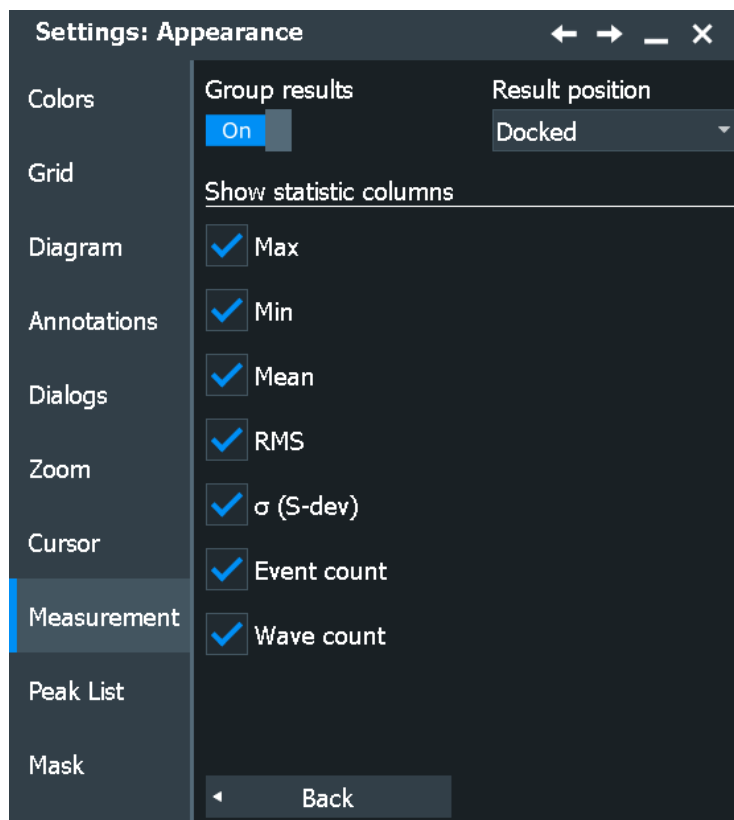 Settings: Appearance
Colors
Grid
Diagram
Annotations
Dialogs
Zoom
Cursor
Measurement
Peak List
Mask
Group results
On
Result position
Docked
Show statistic columns
Max
Min
Mean
RMS
σ (S-dev)
Event count
Wave count
Back